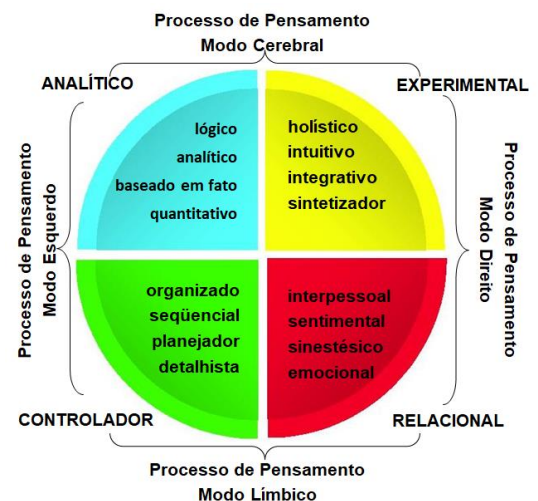 Processo de Pensamento
Modo Cerebral
ANALÍTICO
EXPERIMENTAL
lógico
analítico
baseado em fato
quantitativo
holístico
intuitivo
integrativo
sintetizador
Processo de Pensamento
Modo Esquerdo
Processo de Pensamento
Modo Direito
organizado
seqüencial
planejador
detalhista
interpessoal
sentimental
sinestésico
emocional
CONTROLADOR
RELACIONAL
Processo de Pensamento
Modo Límbico